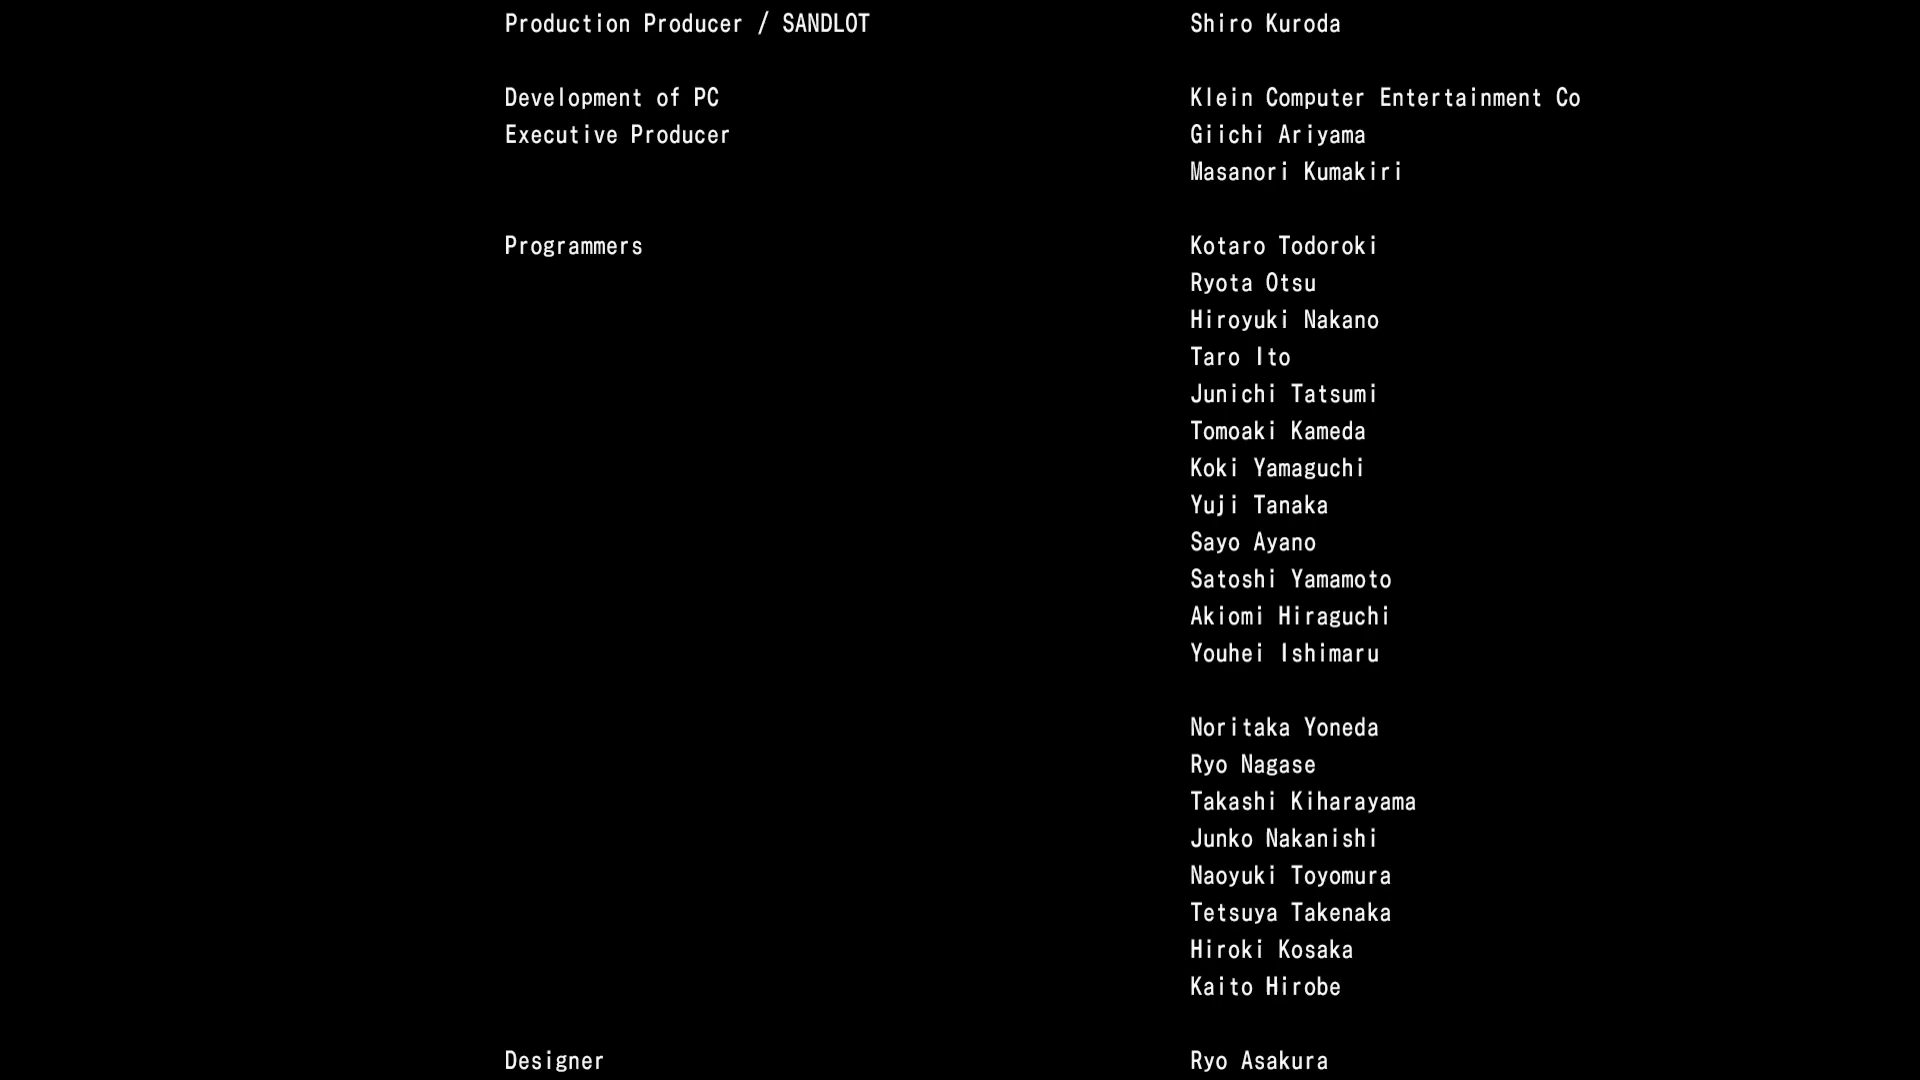 Production Producer / SANDLOT Shiro Kuroda
Development of PC Klein Computer Entertainment Co
Executive Producer Giichi Ariyama
Masanori Kumakiri
Programmers Kotaro Todoroki
Ryota Otsu
Hiroyuki Nakano
Taro Ito
Junichi Tatsumi
Tomoaki Kameda
Koki Yamaguchi
Yuji Tanaka
Sayo Ayano
Satoshi Yamamoto
Akiomi Hiraguchi
Youhei Ishimaru
Noritaka Yoneda
Ryo Nagase
Takashi Kiharayama
Junko Nakanishi
Naoyuki Toyomura
Tetsuya Takenaka
Hiroki Kosaka
Kaito Hirobe
Designer Ryo Asakura